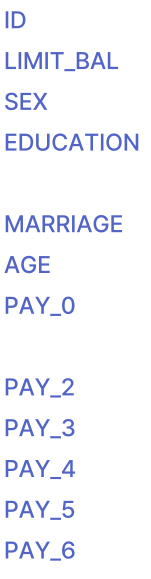 ID
LIMIT_BAL
SEX
EDUCATION
MARRIAGE
AGE
PAY_0
PAY_2
PAY_3
PAY_4
PAY_5
PAY_6